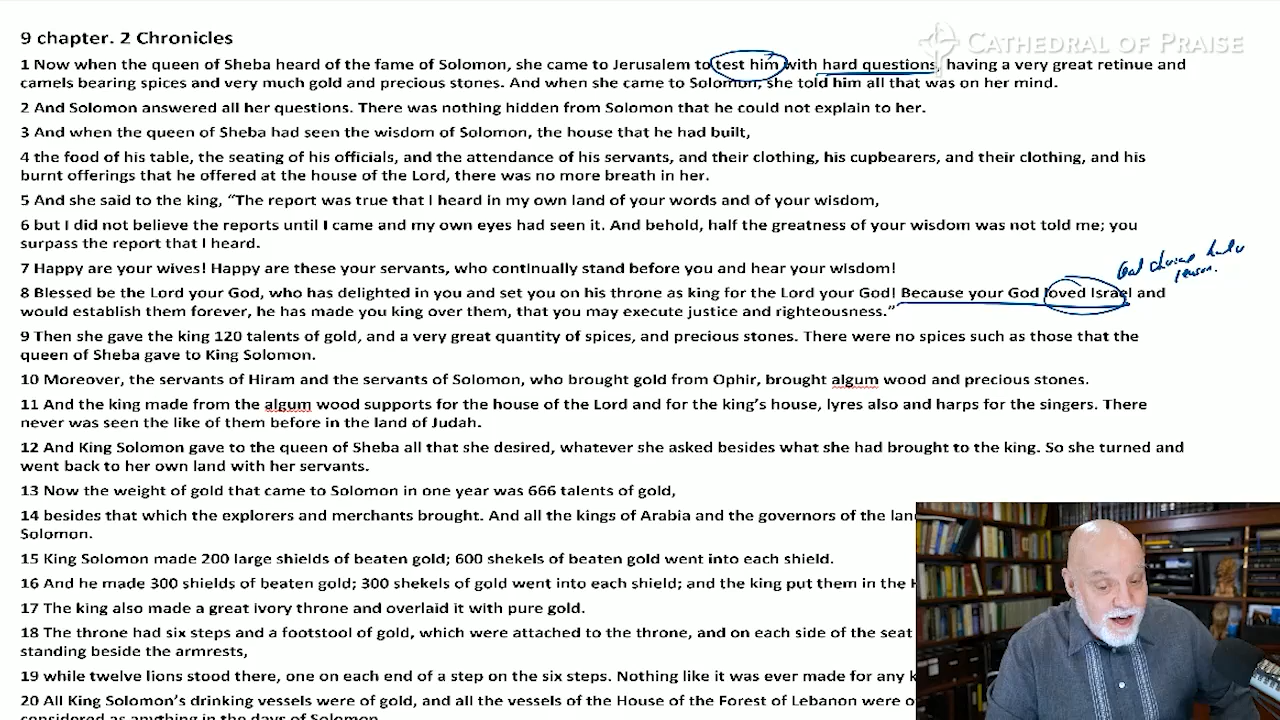 CATHEDRAL OF PRAISE
9 chapter. 2 Chronicles
1 Now when the queen of Sheba heard of the fame of Solomon, she came to Jerusalem to test him with hard questions, having a very great retinue and
camels bearing spices and very much gold and precious stones. And when she came to Solomon, she told him all that was on her mind.
2 And Solomon answered all her questions. There was nothing hidden from Solomon that he could not explain to her.
3 And when the queen of Sheba had seen the wisdom of Solomon, the house that he had built,
4 the food of his table, the seating of his officials, and the attendance of his servants, and their clothing, his cupbearers, and their clothing, and his
burnt offerings that he offered at the house of the Lord, there was no more breath in her.
5 And she said to the king, “The report was true that I heard in my own land of your words and of your wisdom,
6 but I did not believe the reports until I came and my own eyes had seen it. And behold, half the greatness of your wisdom was not told me; you
surpass the report that I heard.
7 Happy are your wives! Happy are these your servants, who continually stand before you and hear your wisdom!
God
reason.
8 Blessed be the Lord your God, who has delighted in you and set you on his throne as king for the Lord your God! Because your God loved Israel and
would establish them forever, he has made you king over them, that you may execute justice and righteousness.”
9 Then she gave the king 120 talents of gold, and a very great quantity of spices, and precious stones. There were no spices such as those that the
queen of Sheba gave to King Solomon.
10 Moreover, the servants of Hiram and the servants of Solomon, who brought gold from Ophir, brought algum wood and precious stones.
11 And the king made from the algum wood supports for the house of the Lord and for the king’s house, lyres also and harps for the singers. There
never was seen the like of them before in the land of Judah.
12 And King Solomon gave to the queen of Sheba all that she desired, whatever she asked besides what she had brought to the king. So she turned and
went back to her own land with her servants.
13 Now the weight of gold that came to Solomon in one year was 666 talents of gold,
14 besides that which the explorers and merchants brought. And all the kings of Arabia and the governors of the lan
Solomon.
15 King Solomon made 200 large shields of beaten gold; 600 shekels of beaten gold went into each shield.
16 And he made 300 shields of beaten gold; 300 shekels of gold went into each shield; and the king put them in the
17 The king also made a great ivory throne and overlaid it with pure gold.
18 The throne had six steps and a footstool of gold, which were attached to the throne, and on each side of the seat
standing beside the armrests,
19 while twelve lions stood there, one on each end of a step on the six steps. Nothing like it was ever made for any k
20 All King Solomon’s drinking vessels were of gold, and all the vessels of the House of the Forest of Lebanon were o
considered as anything in the days of Solomon.